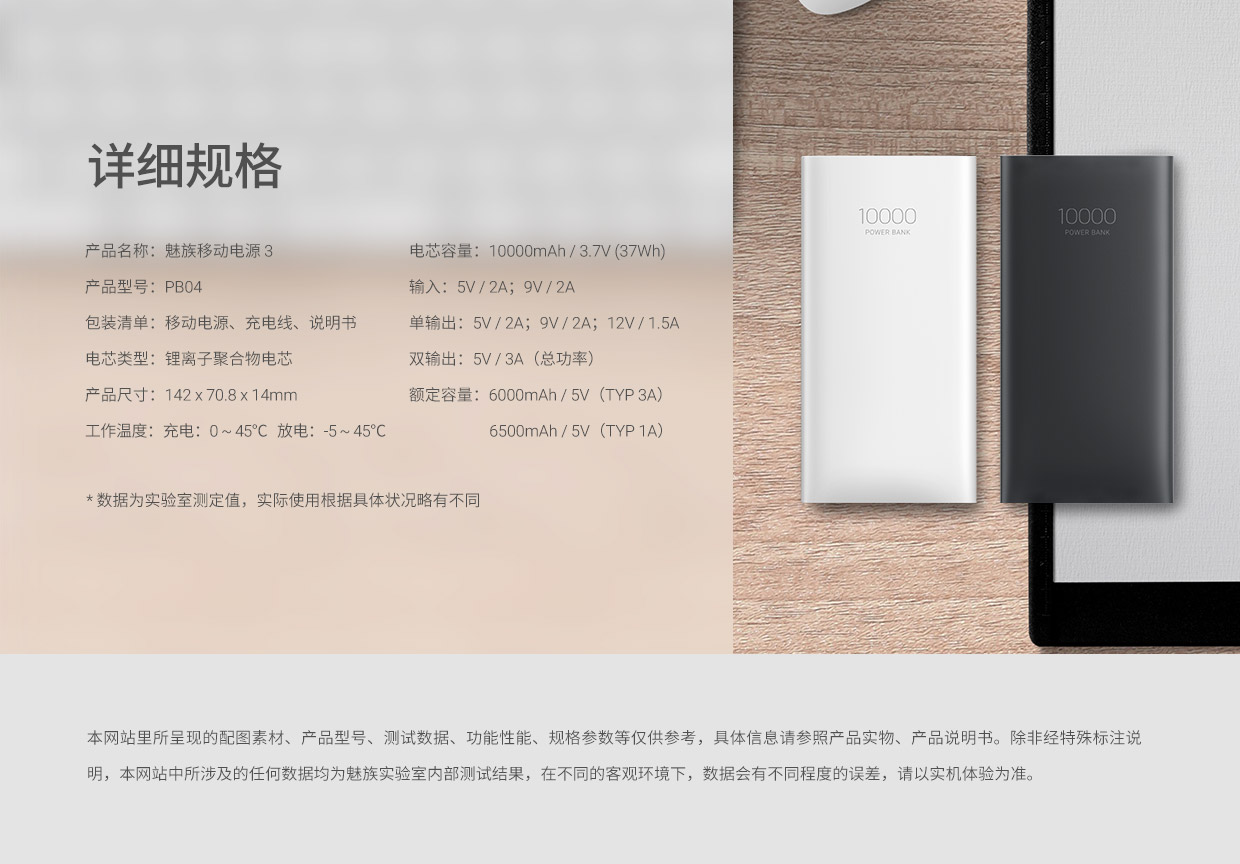 详细规格
产品名称：魅族移动电源 3
产品型号：PB04
包装清单：移动电源、充电线、说明书
电芯类型：锂离子聚合物电芯
产品尺寸：142 x 70.8 x 14mm
工作温度：充电：0 ~ 45℃ 放电：-5 ~ 45℃
电芯容量：10000mAh / 3.7V (37Wh)
输入：5V / 2A；9V / 2A
单输出：5V / 2A；9V / 2A；12V / 1.5A
双输出：5V / 3A（总功率）
额定容量：6000mAh / 5V（TYP 3A）
6500mAh / 5V（TYP 1A）
* 数据为实验室测定值，实际使用根据具体状况略有不同
10000
POWER BANK
10000
POWER BANK
本网站里所呈现的配图素材、产品型号、测试数据、功能性能、规格参数等仅供参考，具体信息请参照产品实物、产品说明书。除非经特殊标注说
明，本网站中所涉及的任何数据均为魅族实验室内部测试结果，在不同的客观环境下，数据会有不同程度的误差，请以实机体验为准。